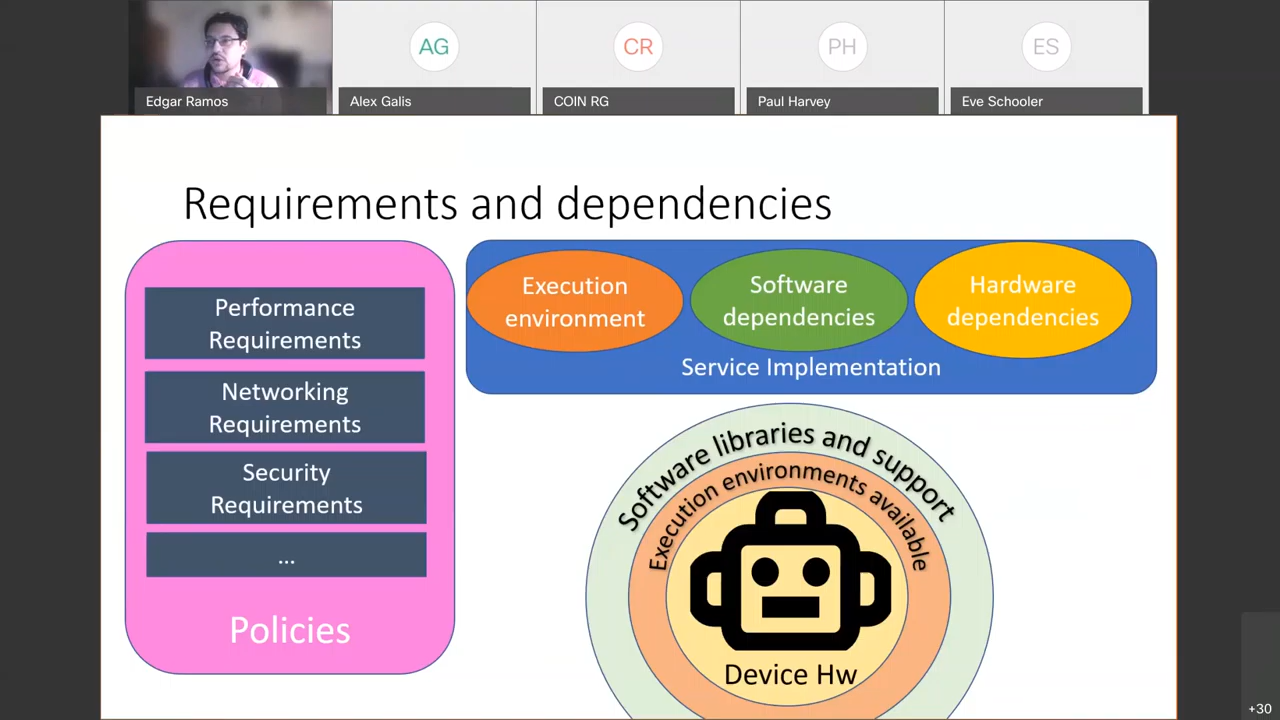 AG
CR
PH
ES
Edgar Ramos
Alex Galis
COIN RG
Paul Harvey
Eve Schooler
Requirements and dependencies
Performance
Requirements
Networking
Requirements
Security
Requirements
...
Policies
Execution
environment
Software
dependencies
Hardware
dependencies
Service Implementation
Software libraries and support
Execution environments available
Device Hw
+30